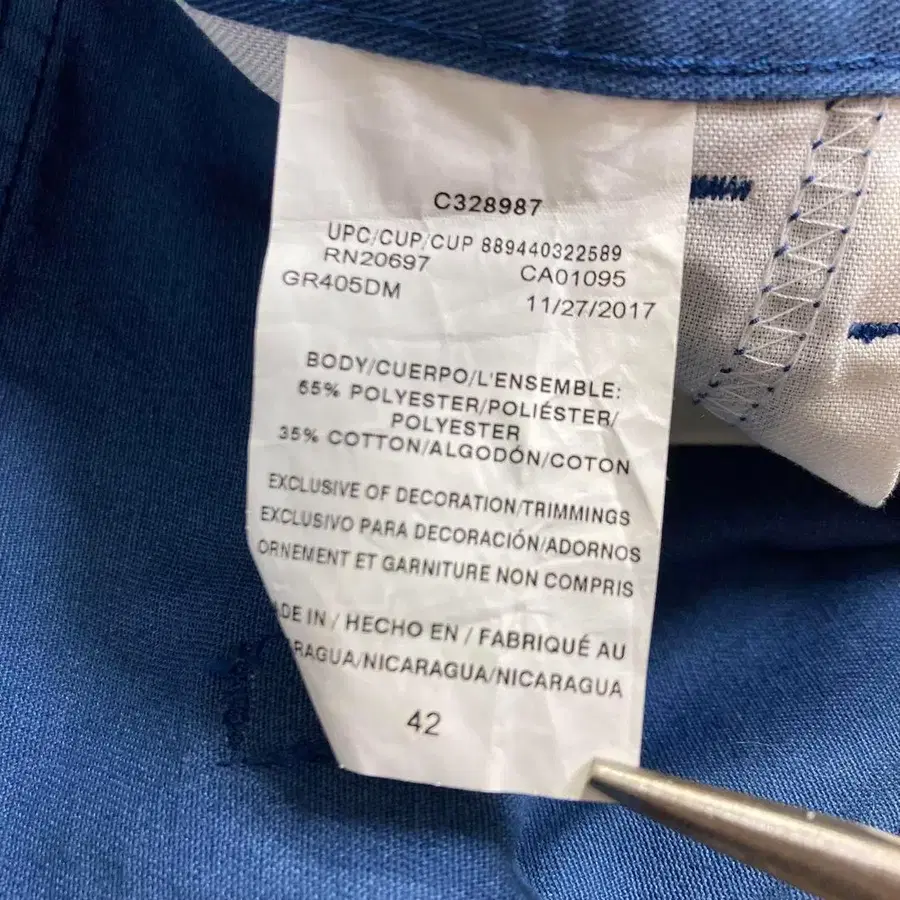 C328987
UPC/CUP/CUP 889440322589
RN20697 CA01095
GR405DM 11/27/2017
BODY/CUERPO/L'ENSEMBLE:
65% POLYESTER/POLIÉSTER/
POLYESTER
35% COTTON/ALGODÓN/COTON
EXCLUSIVE OF DECORATION/TRIMMINGS
EXCLUSIVO PARA DECORACIÓN/ADORNOS
ORNEMENT ET GARNITURE NON COMPRIS
ADE IN / HECHO EN / FABRIQUÉ AU
RAGUA/NICARAGUA/NICARAGUA
42